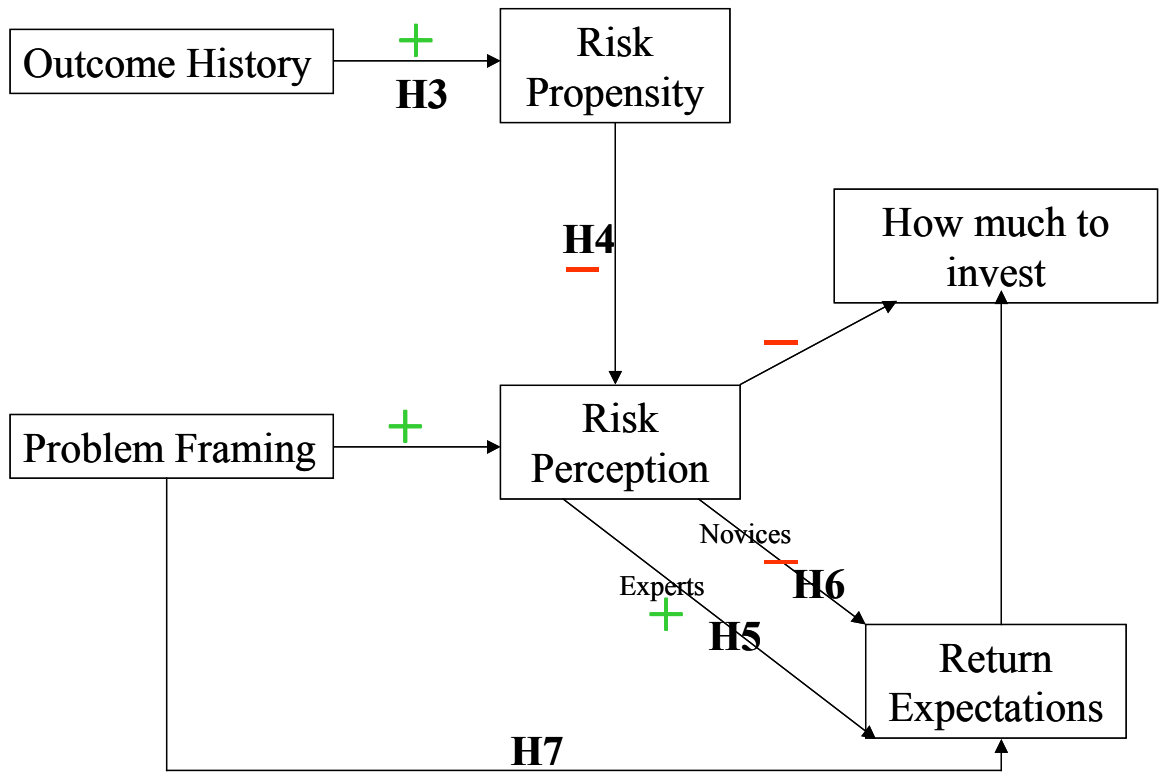 Outcome History
+
H3
Risk
Propensity
H4
−
How much to
invest
−
Problem Framing
+
Risk
Perception
Novices
−
H6
Experts
+
H5
Return
Expectations
H7